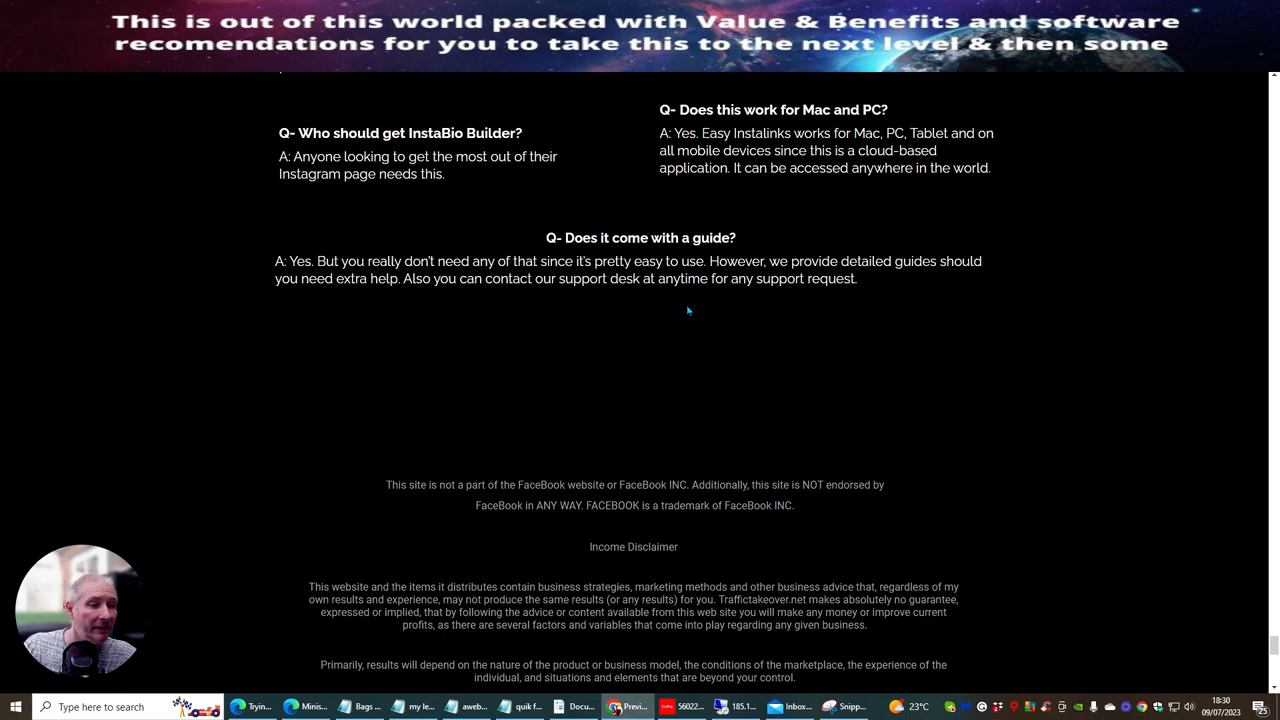 This is out of this world packed with Value & Benefits and software
recomendations for you to take this to the next level & then some
Q- Who should get InstaBio Builder?
A: Anyone looking to get the most out of their
Instagram page needs this.
Q- Does this work for Mac and PC?
A: Yes. Easy Instalinks works for Mac, PC, Tablet and on
all mobile devices since this is a cloud-based
application. It can be accessed anywhere in the world.
Q- Does it come with a guide?
A: Yes. But you really don't need any of that since it's pretty easy to use. However, we provide detailed guides should
you need extra help. Also you can contact our support desk at anytime for any support request.
This site is not a part of the FaceBook website or FaceBook INC. Additionally, this site is NOT endorsed by
FaceBook in ANY WAY. FACEBOOK is a trademark of FaceBook INC.
Income Disclaimer
This website and the items it distributes contain business strategies, marketing methods and other business advice that, regardless of my
own results and experience, may not produce the same results (or any results) for you. Traffictakeover.net makes absolutely no guarantee,
expressed or implied, that by following the advice or content available from this web site you will make any money or improve current
profits, as there are several factors and variables that come into play regarding any given business.
Primarily, results will depend on the nature of the product or business model, the conditions of the marketplace, the experience of the
individual, and situations and elements that are beyond your control.
Type here to search
Tryin...
Minis...
Bags ...
my le...
aweb...
quik f...
Docu...
Previ...
56022...
185.1...
Inbox...
Snipp...
23°C
18:30
09/07/2023